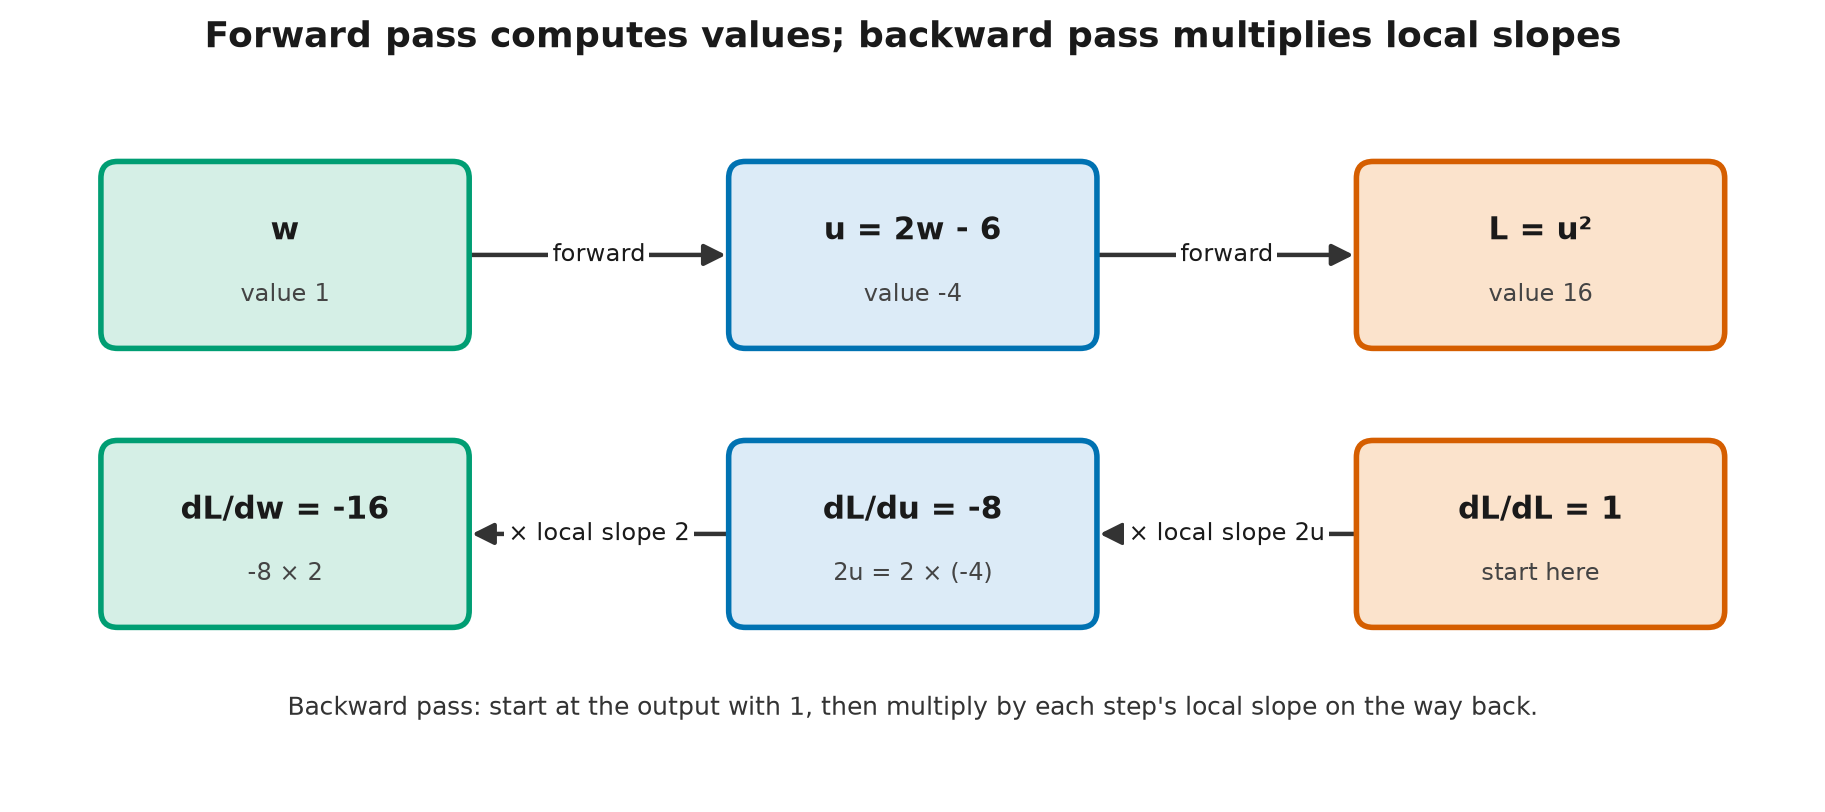 Forward pass computes values; backward pass multiplies local slopes
w
value 1
forward
u = 2w - 6
value -4
forward
L = u²
value 16
dL/dw = -16
-8 × 2
× local slope 2
dL/du = -8
2u = 2 × (-4)
× local slope 2u
dL/dL = 1
start here
Backward pass: start at the output with 1, then multiply by each step's local slope on the way back.